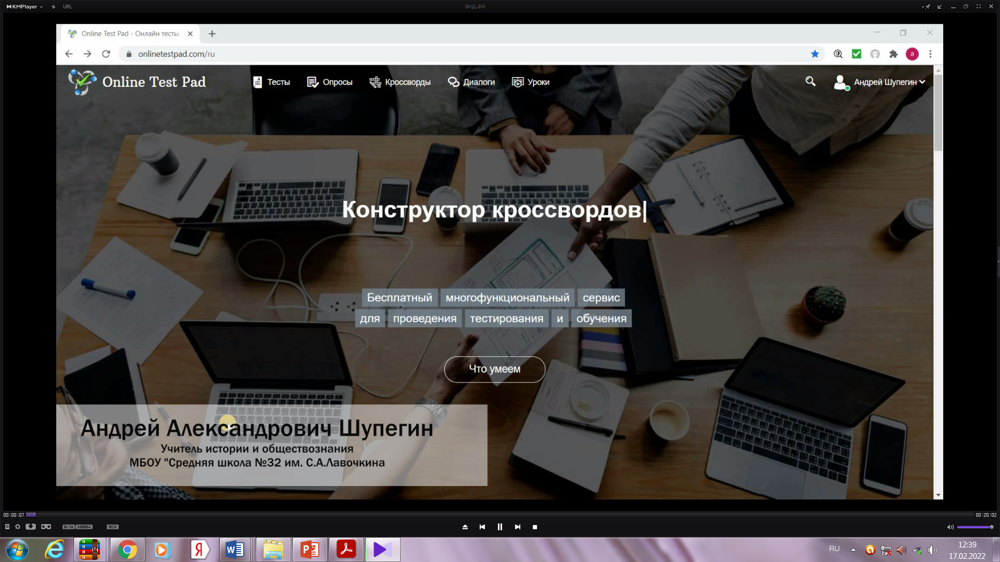 KMPlayer
URL
анд.avi
Online Test Pad - Онлайн тесты,
onlinetestpad.com/ru
a
Online Test Pad
Тесты
Опросы
Кроссворды
Диалоги
Уроки
Андрей Шупегин
Конструктор кроссвордов|
Бесплатный многофункциональный сервис
для проведения тестирования и обучения
Что умеем
Андрей Александрович Шупегин
Учитель истории и обществознания
МБОУ "Средняя школа №32 им. С.А.Лавочкина
00:00:07
00:20:02
S/W H264
2CH
RU
12:39
17.02.2022